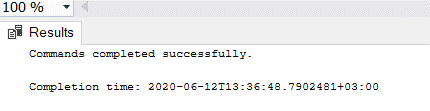 100 %
Results
Commands completed successfully.
Completion time: 2020-06-12T13:36:48.7902481+03:00